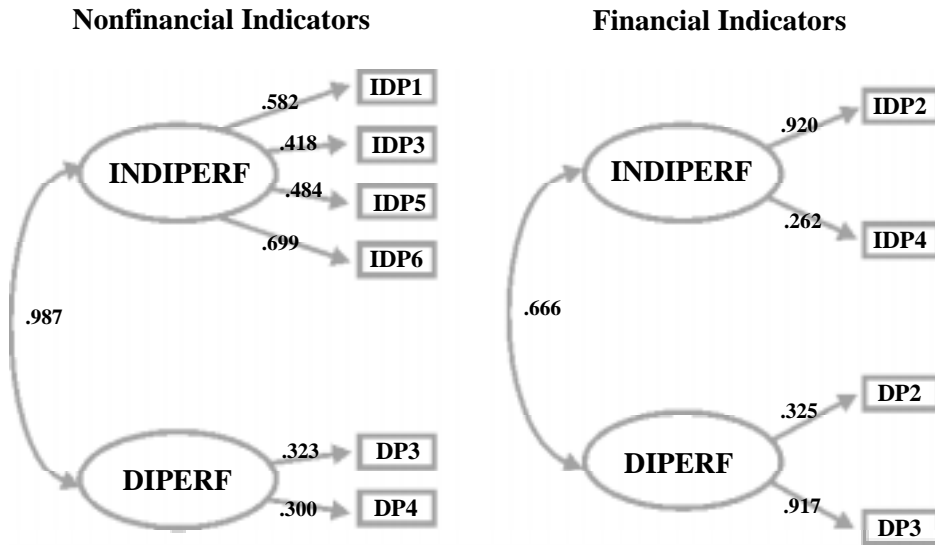 Nonfinancial Indicators
.582
IDP1
.418
IDP3
INDIPERF
.484
IDP5
.699
IDP6
.987
.323
DP3
DIPERF
.300
DP4
Financial Indicators
.920
IDP2
INDIPERF
.262
IDP4
.666
.325
DP2
DIPERF
.917
DP3